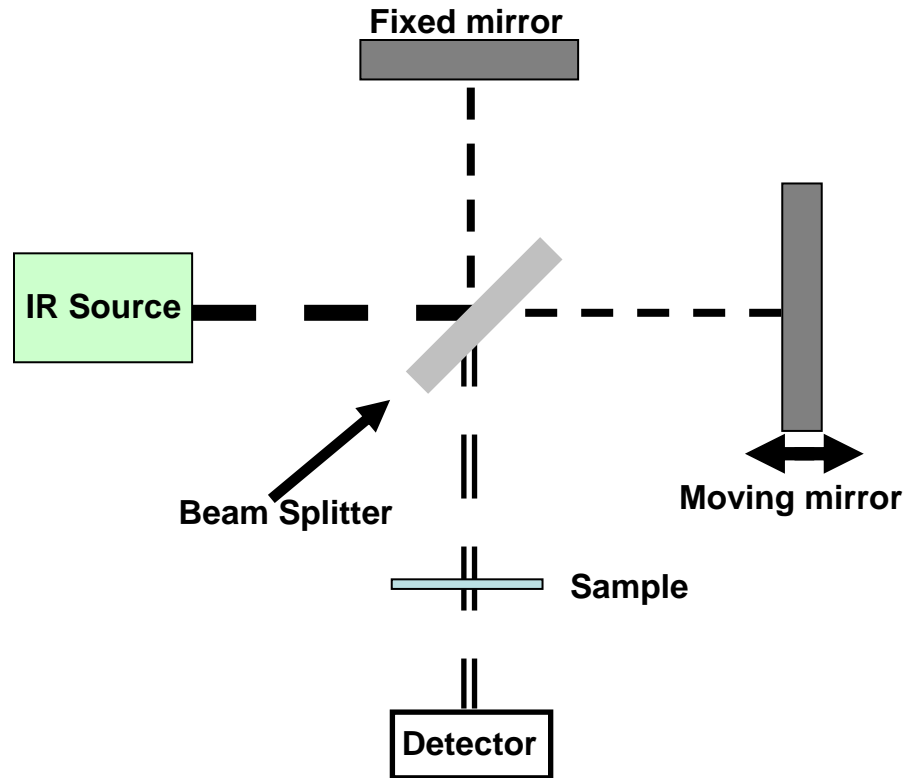 Fixed mirror
IR Source
Beam Splitter
Moving mirror
Sample
Detector